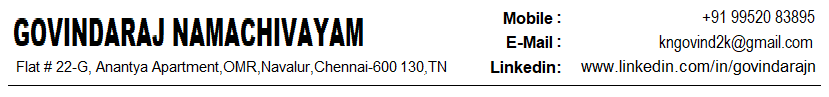 GOVINDARAJ NAMACHIVAYAM
Flat # 22-G, Anantya Apartment,OMR,Navalur,Chennai-600 130,TN
Mobile : +91 99520 83895
E-Mail : kngovind2k@gmail.com
Linkedin: www.linkedin.com/in/govindarajn